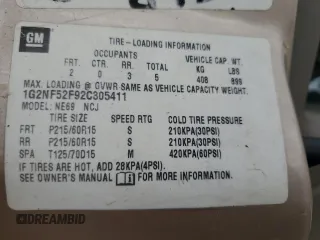 GM
TIRE-LOADING INFORMATION
OCCUPANTS VEHICLE CAP. WT.
FRT. CTR. RR. TOTAL KG LBS
2 0 3 5 408 899
MAX. LOADING @ GVWR SAME AS VEHICLE CAPACITY WEIGHT
1G2NF52F92C305411
MODEL: NE69 NCJ
TIRE SIZE SPEED RTG COLD TIRE PRESSURE
FRT P215/60R15 S 210KPA(30PSI)
RR P215/60R15 S 210KPA(30PSI)
SPA T125/70D15 M 420KPA(60PSI)
IF TIRES ARE HOT, ADD 28KPA(4PSI).
SEE OWNER'S MANUAL FOR MORE INFORMATION.
DREAMBID